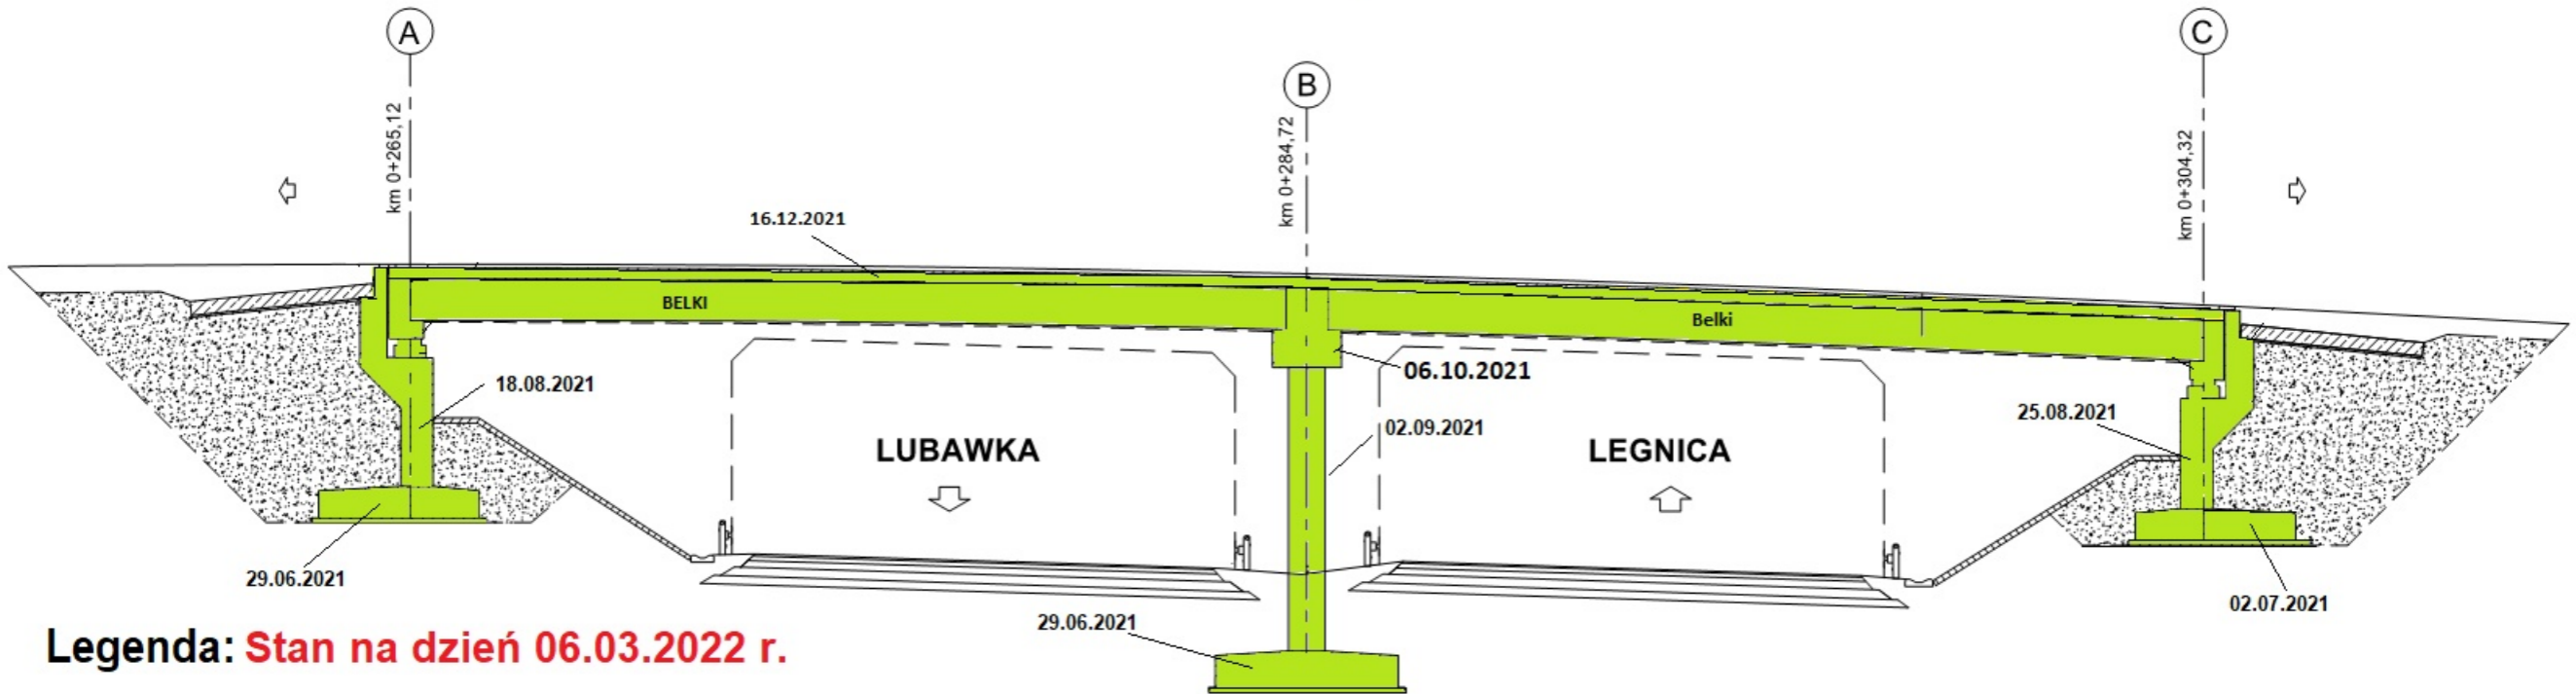 A
B
C
km 0+265,12
km 0+284,72
km 0+304,32
16.12.2021
BELKI
Belki
06.10.2021
18.08.2021
25.08.2021
02.09.2021
LUBAWKA
LEGNICA
29.06.2021
02.07.2021
29.06.2021
Legenda: Stan na dzień 06.03.2022 r.